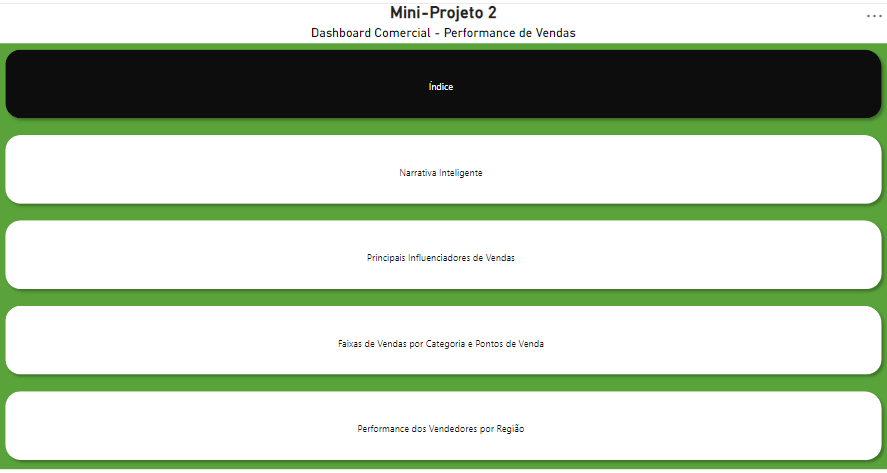 Mini-Projeto 2
Dashboard Comercial - Performance de Vendas
Índice
Narrativa Inteligente
Principais Influenciadores de Vendas
Faixas de Vendas por Categoria e Pontos de Venda
Performance dos Vendedores por Região